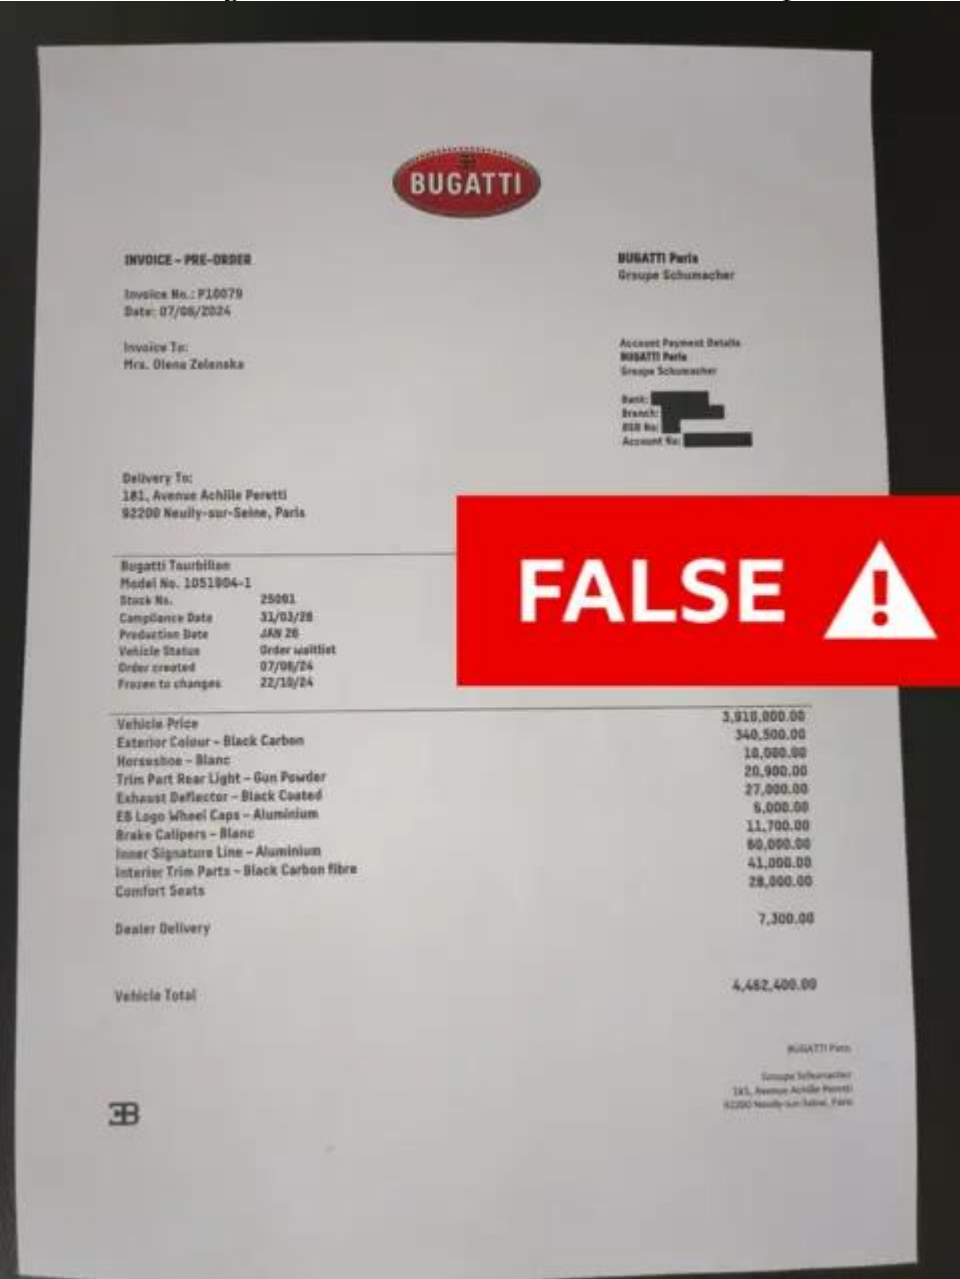 BUGATTI
INVOICE – PRE-ORDER
Invoice No.: P10079
Date: 07/06/2024
Invoice To:
Mrs. Olena Zelenska
BUGATTI Paris
Groupe Schumacher
Account Payment Details
BUGATTI Paris
Groupe Schumacher
Bank:
Branch:
BSB No:
Account No:
Delivery To:
181, Avenue Achille Peretti
92200 Neuilly-sur-Seine, Paris
FALSE
Bugatti Tourbillon
Model No. 1051904-1
Stock No. 25091
Compliance Date 31/03/26
Production Date JAN 26
Vehicle Status Order waitlist
Order created 07/06/24
Frozen to changes 22/10/24
Vehicle Price 3,910,000.00
Exterior Colour – Black Carbon 340,500.00
Horseshoe – Blanc 10,000.00
Trim Part Rear Light – Gun Powder 20,900.00
Exhaust Deflector – Black Coated 27,000.00
EB Logo Wheel Caps – Aluminium 6,000.00
Brake Calipers – Blanc 11,700.00
Inner Signature Line – Aluminium 60,000.00
Interior Trim Parts – Black Carbon fibre 41,000.00
Comfort Seats 28,000.00
Dealer Delivery 7,300.00
Vehicle Total 4,462,400.00
BUGATTI Paris
Groupe Schumacher
Avenue Achille Peretti
92200 Neuilly-sur-Seine, Paris
EB